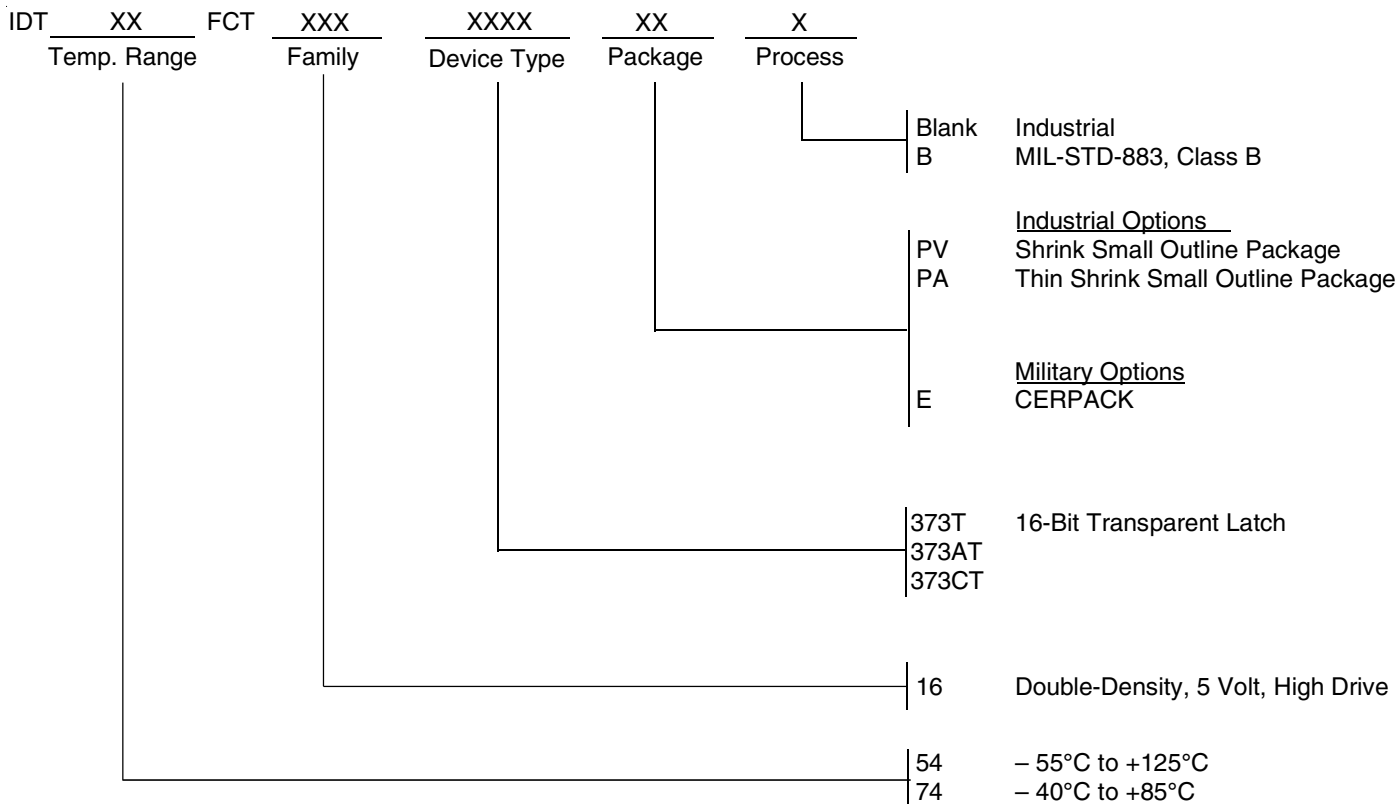 IDT XX FCT XXX XXXX XX X
Temp. Range Family Device Type Package Process
Blank Industrial
B MIL-STD-883, Class B
Industrial Options
PV Shrink Small Outline Package
PA Thin Shrink Small Outline Package
Military Options
E CERPACK
373T 16-Bit Transparent Latch
373AT
373CT
16 Double-Density, 5 Volt, High Drive
54 – 55°C to +125°C
74 – 40°C to +85°C